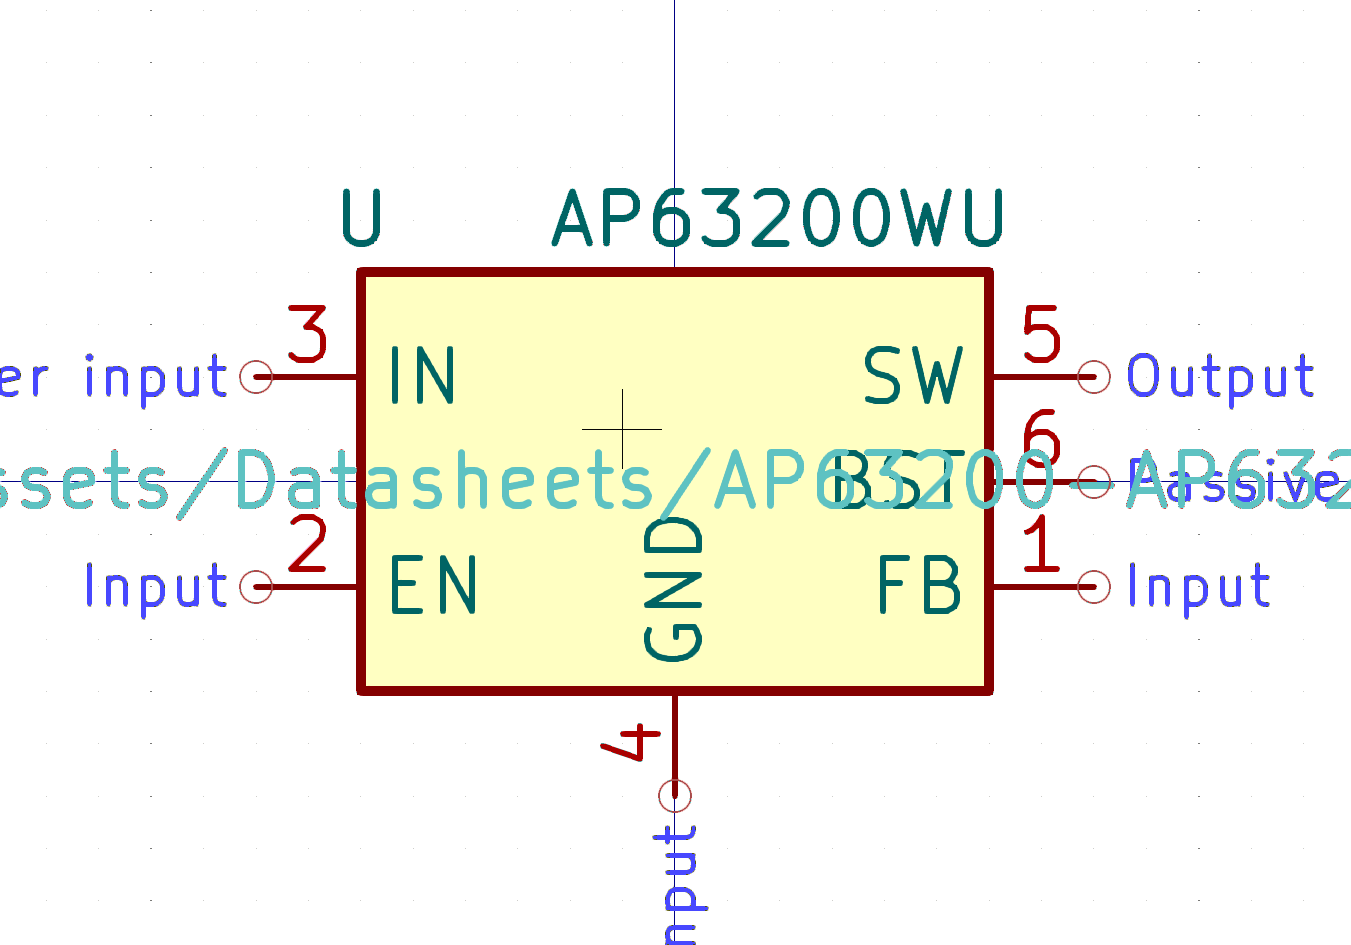 U AP63200WU
3 5
er input IN SW Output
6
ssets/Datasheets/AP63200-AP632
BST Passive
2 1
Input EN FB Input
GND
4
nput